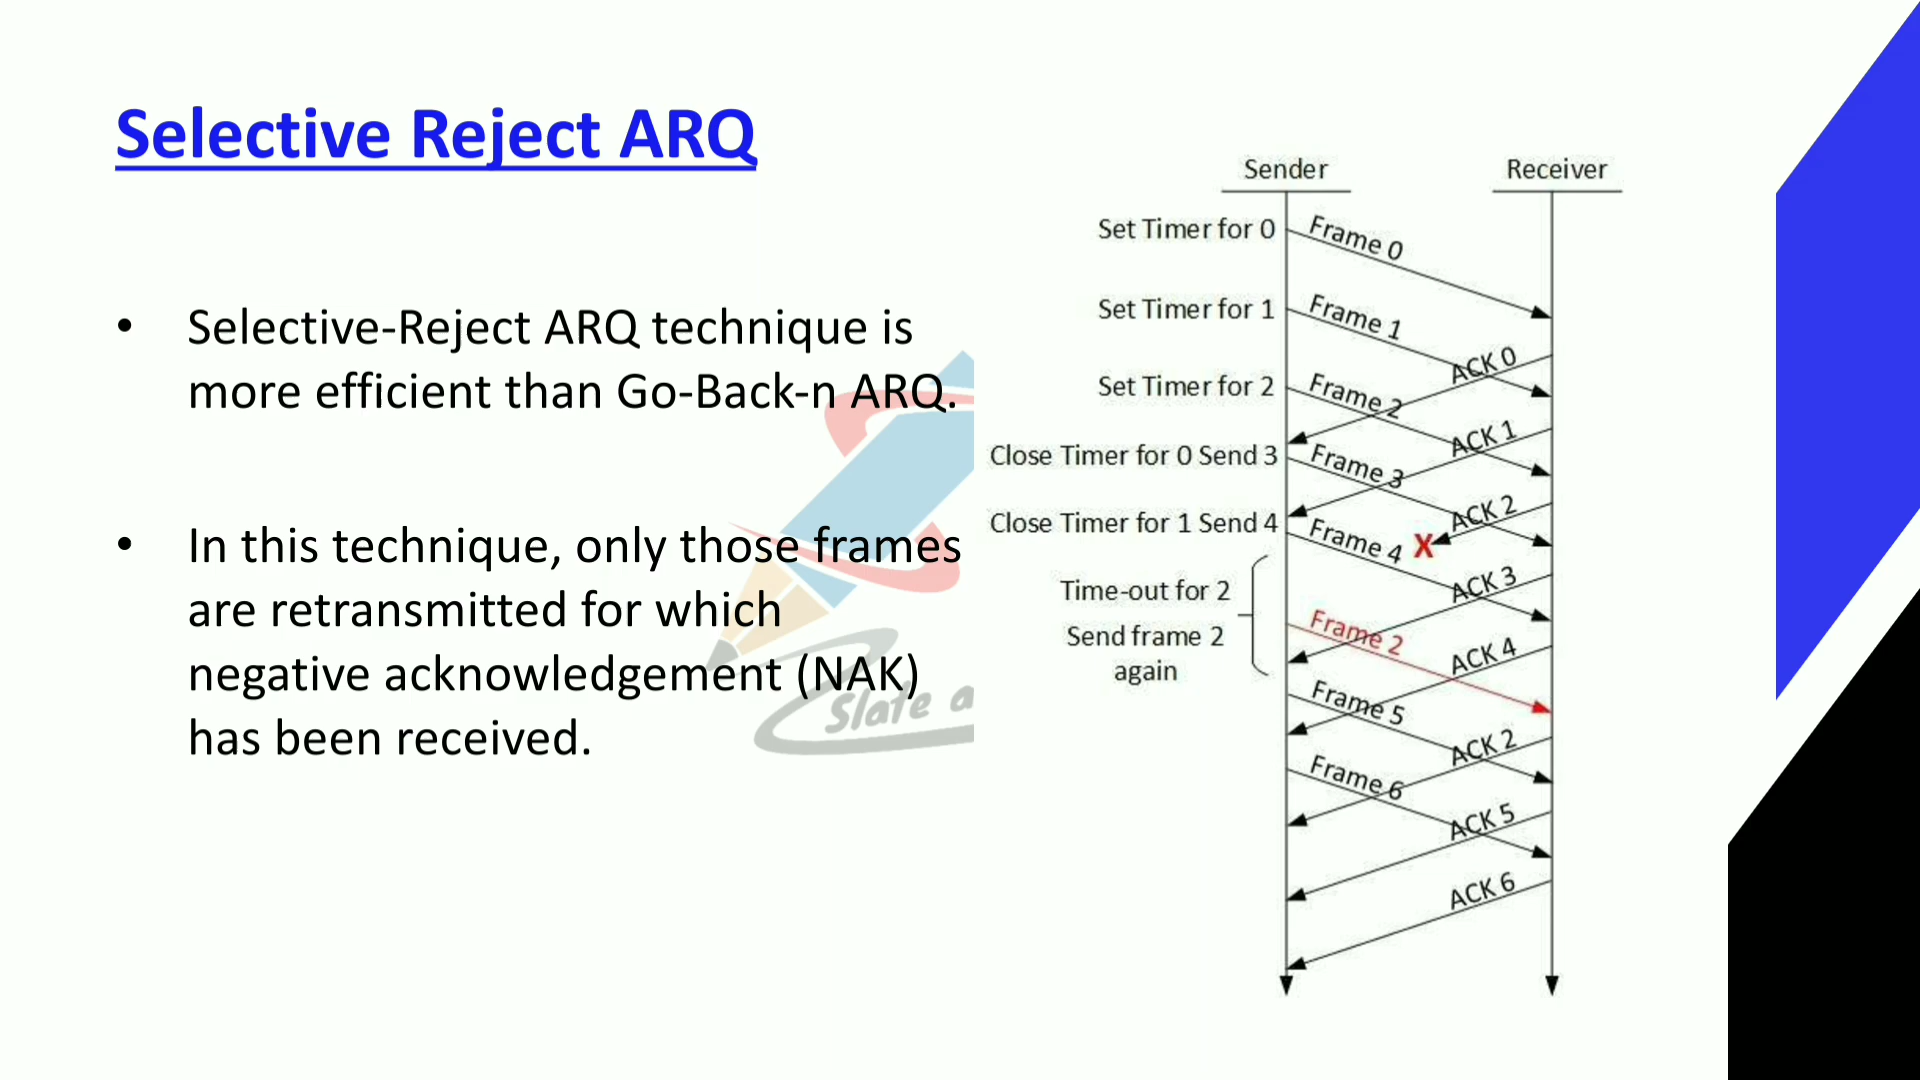 Selective Reject ARQ
• Selective-Reject ARQ technique is
more efficient than Go-Back-n ARQ.
• In this technique, only those frames
are retransmitted for which
negative acknowledgement (NAK)
has been received.
Slate a
Sender
Receiver
Set Timer for 0
Frame 0
Set Timer for 1
Frame 1
ACK 0
Set Timer for 2
Frame 2
ACK 1
Close Timer for 0 Send 3
Frame 3
ACK 2
Close Timer for 1 Send 4
Frame 4
X
ACK 3
Time-out for 2
Send frame 2
again
Frame 2
ACK 4
Frame 5
ACK 2
Frame 6
ACK 5
ACK 6